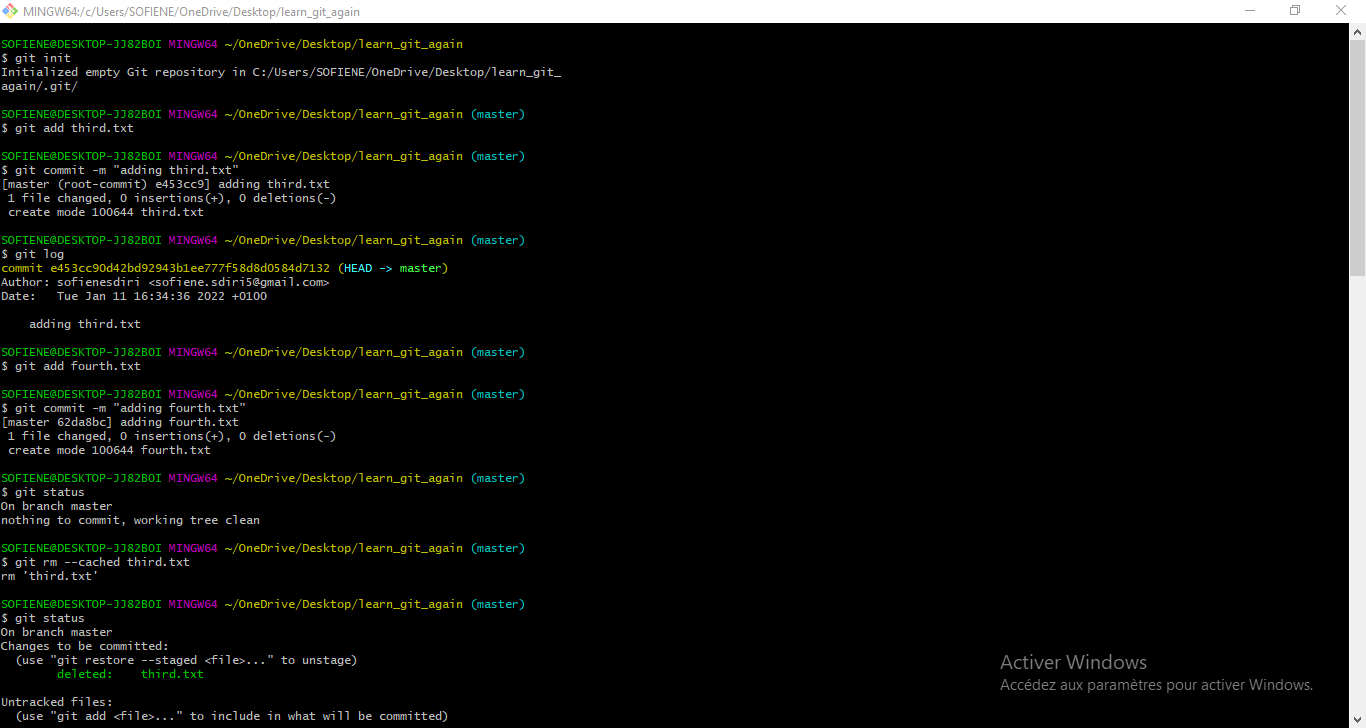 MINGW64:/c/Users/SOFIENE/OneDrive/Desktop/learn_git_again
SOFIENE@DESKTOP-JJ82BOI MINGW64 ~/OneDrive/Desktop/learn_git_again
$ git init
Initialized empty Git repository in C:/Users/SOFIENE/OneDrive/Desktop/learn_git_
again/.git/
SOFIENE@DESKTOP-JJ82BOI MINGW64 ~/OneDrive/Desktop/learn_git_again (master)
$ git add third.txt
SOFIENE@DESKTOP-JJ82BOI MINGW64 ~/OneDrive/Desktop/learn_git_again (master)
$ git commit -m "adding third.txt"
[master (root-commit) e453cc9] adding third.txt
 1 file changed, 0 insertions(+), 0 deletions(-)
 create mode 100644 third.txt
SOFIENE@DESKTOP-JJ82BOI MINGW64 ~/OneDrive/Desktop/learn_git_again (master)
$ git log
commit e453cc90d42bd92943b1ee777f58d8d0584d7132 (HEAD -> master)
Author: sofienesdiri <sofiene.sdiri5@gmail.com>
Date:   Tue Jan 11 16:34:36 2022 +0100
    adding third.txt
SOFIENE@DESKTOP-JJ82BOI MINGW64 ~/OneDrive/Desktop/learn_git_again (master)
$ git add fourth.txt
SOFIENE@DESKTOP-JJ82BOI MINGW64 ~/OneDrive/Desktop/learn_git_again (master)
$ git commit -m "adding fourth.txt"
[master 62da8bc] adding fourth.txt
 1 file changed, 0 insertions(+), 0 deletions(-)
 create mode 100644 fourth.txt
SOFIENE@DESKTOP-JJ82BOI MINGW64 ~/OneDrive/Desktop/learn_git_again (master)
$ git status
On branch master
nothing to commit, working tree clean
SOFIENE@DESKTOP-JJ82BOI MINGW64 ~/OneDrive/Desktop/learn_git_again (master)
$ git rm --cached third.txt
rm 'third.txt'
SOFIENE@DESKTOP-JJ82BOI MINGW64 ~/OneDrive/Desktop/learn_git_again (master)
$ git status
On branch master
Changes to be committed:
  (use "git restore --staged <file>..." to unstage)
        deleted:    third.txt
Untracked files:
  (use "git add <file>..." to include in what will be committed)
Activer Windows
Accédez aux paramètres pour activer Windows.